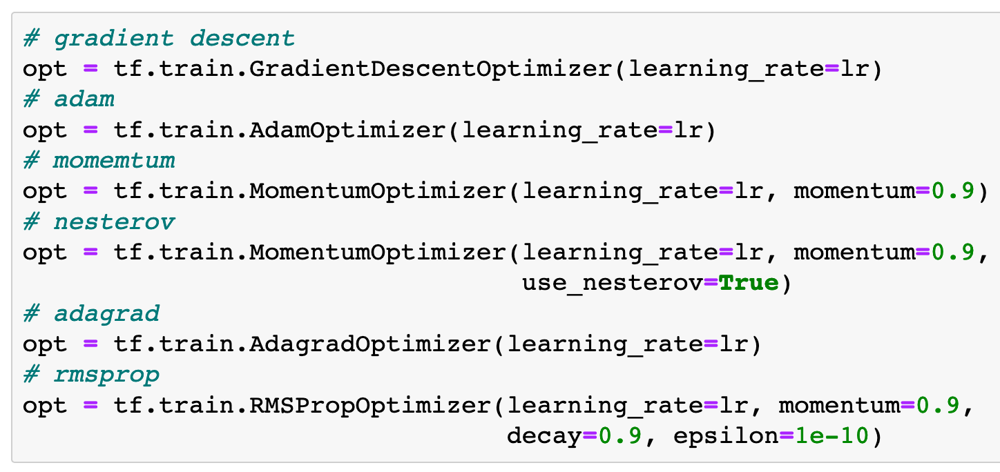 # gradient descent
opt = tf.train.GradientDescentOptimizer(learning_rate=lr)
# adam
opt = tf.train.AdamOptimizer(learning_rate=lr)
# momemtum
opt = tf.train.MomentumOptimizer(learning_rate=lr, momentum=0.9)
# nesterov
opt = tf.train.MomentumOptimizer(learning_rate=lr, momentum=0.9,
                                 use_nesterov=True)
# adagrad
opt = tf.train.AdagradOptimizer(learning_rate=lr)
# rmsprop
opt = tf.train.RMSPropOptimizer(learning_rate=lr, momentum=0.9,
                                decay=0.9, epsilon=1e-10)